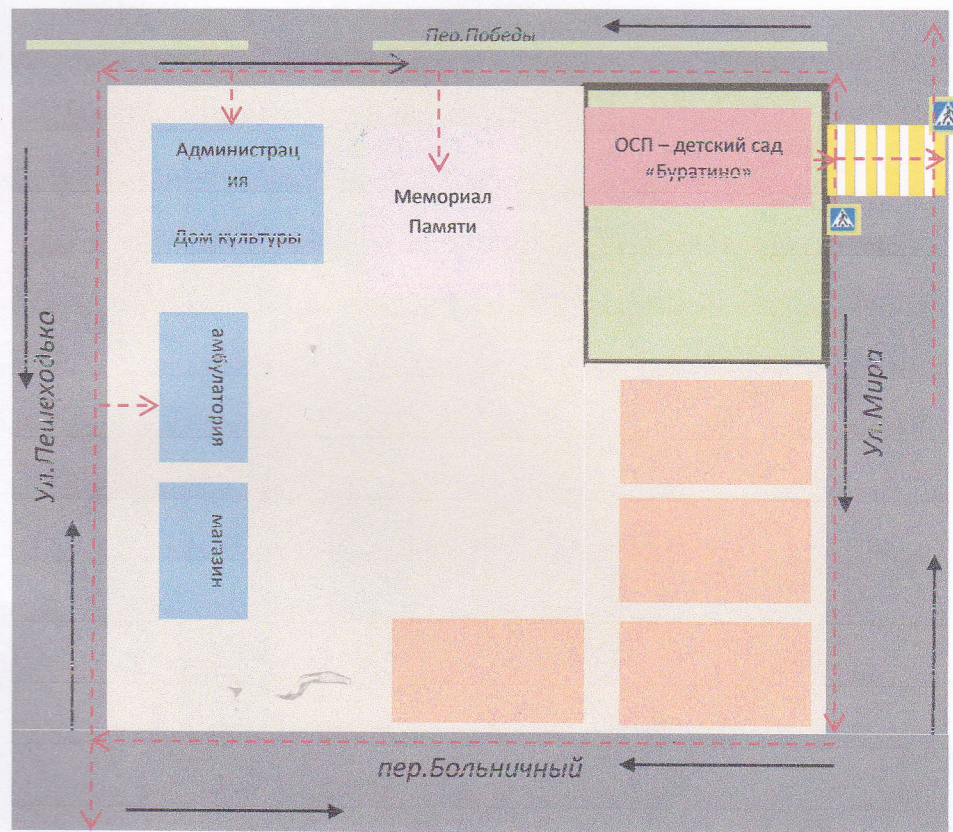 Пер.Победы
Администрац
ия
Дом культуры
Мемориал
Памяти
ОСП – детский сад
«Буратино»
амбулатория
магазин
Ул.Пешеходько
Ул.Мира
пер.Больничный